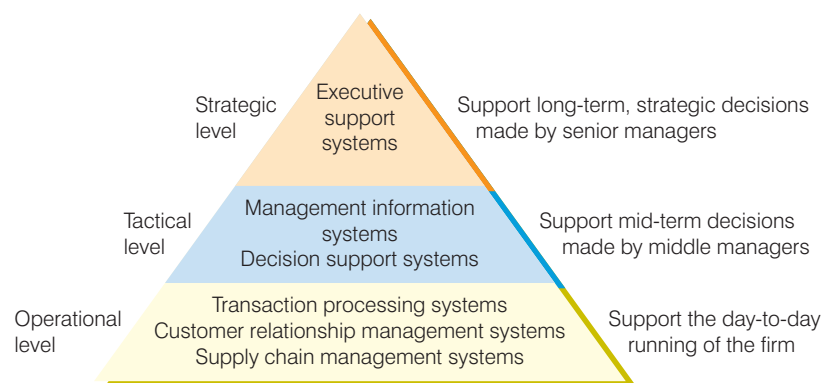 Strategic
level
Executive
support
systems
Support long-term, strategic decisions
made by senior managers
Tactical
level
Management information
systems
Decision support systems
Support mid-term decisions
made by middle managers
Operational
level
Transaction processing systems
Customer relationship management systems
Supply chain management systems
Support the day-to-day
running of the firm